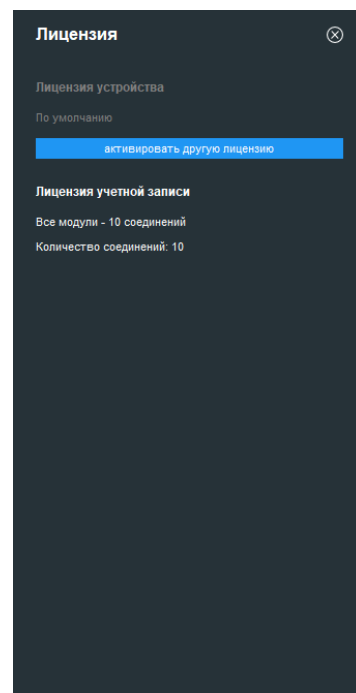 Лицензия
Лицензия устройства
По умолчанию
активировать другую лицензию
Лицензия учетной записи
Все модули - 10 соединений
Количество соединений: 10